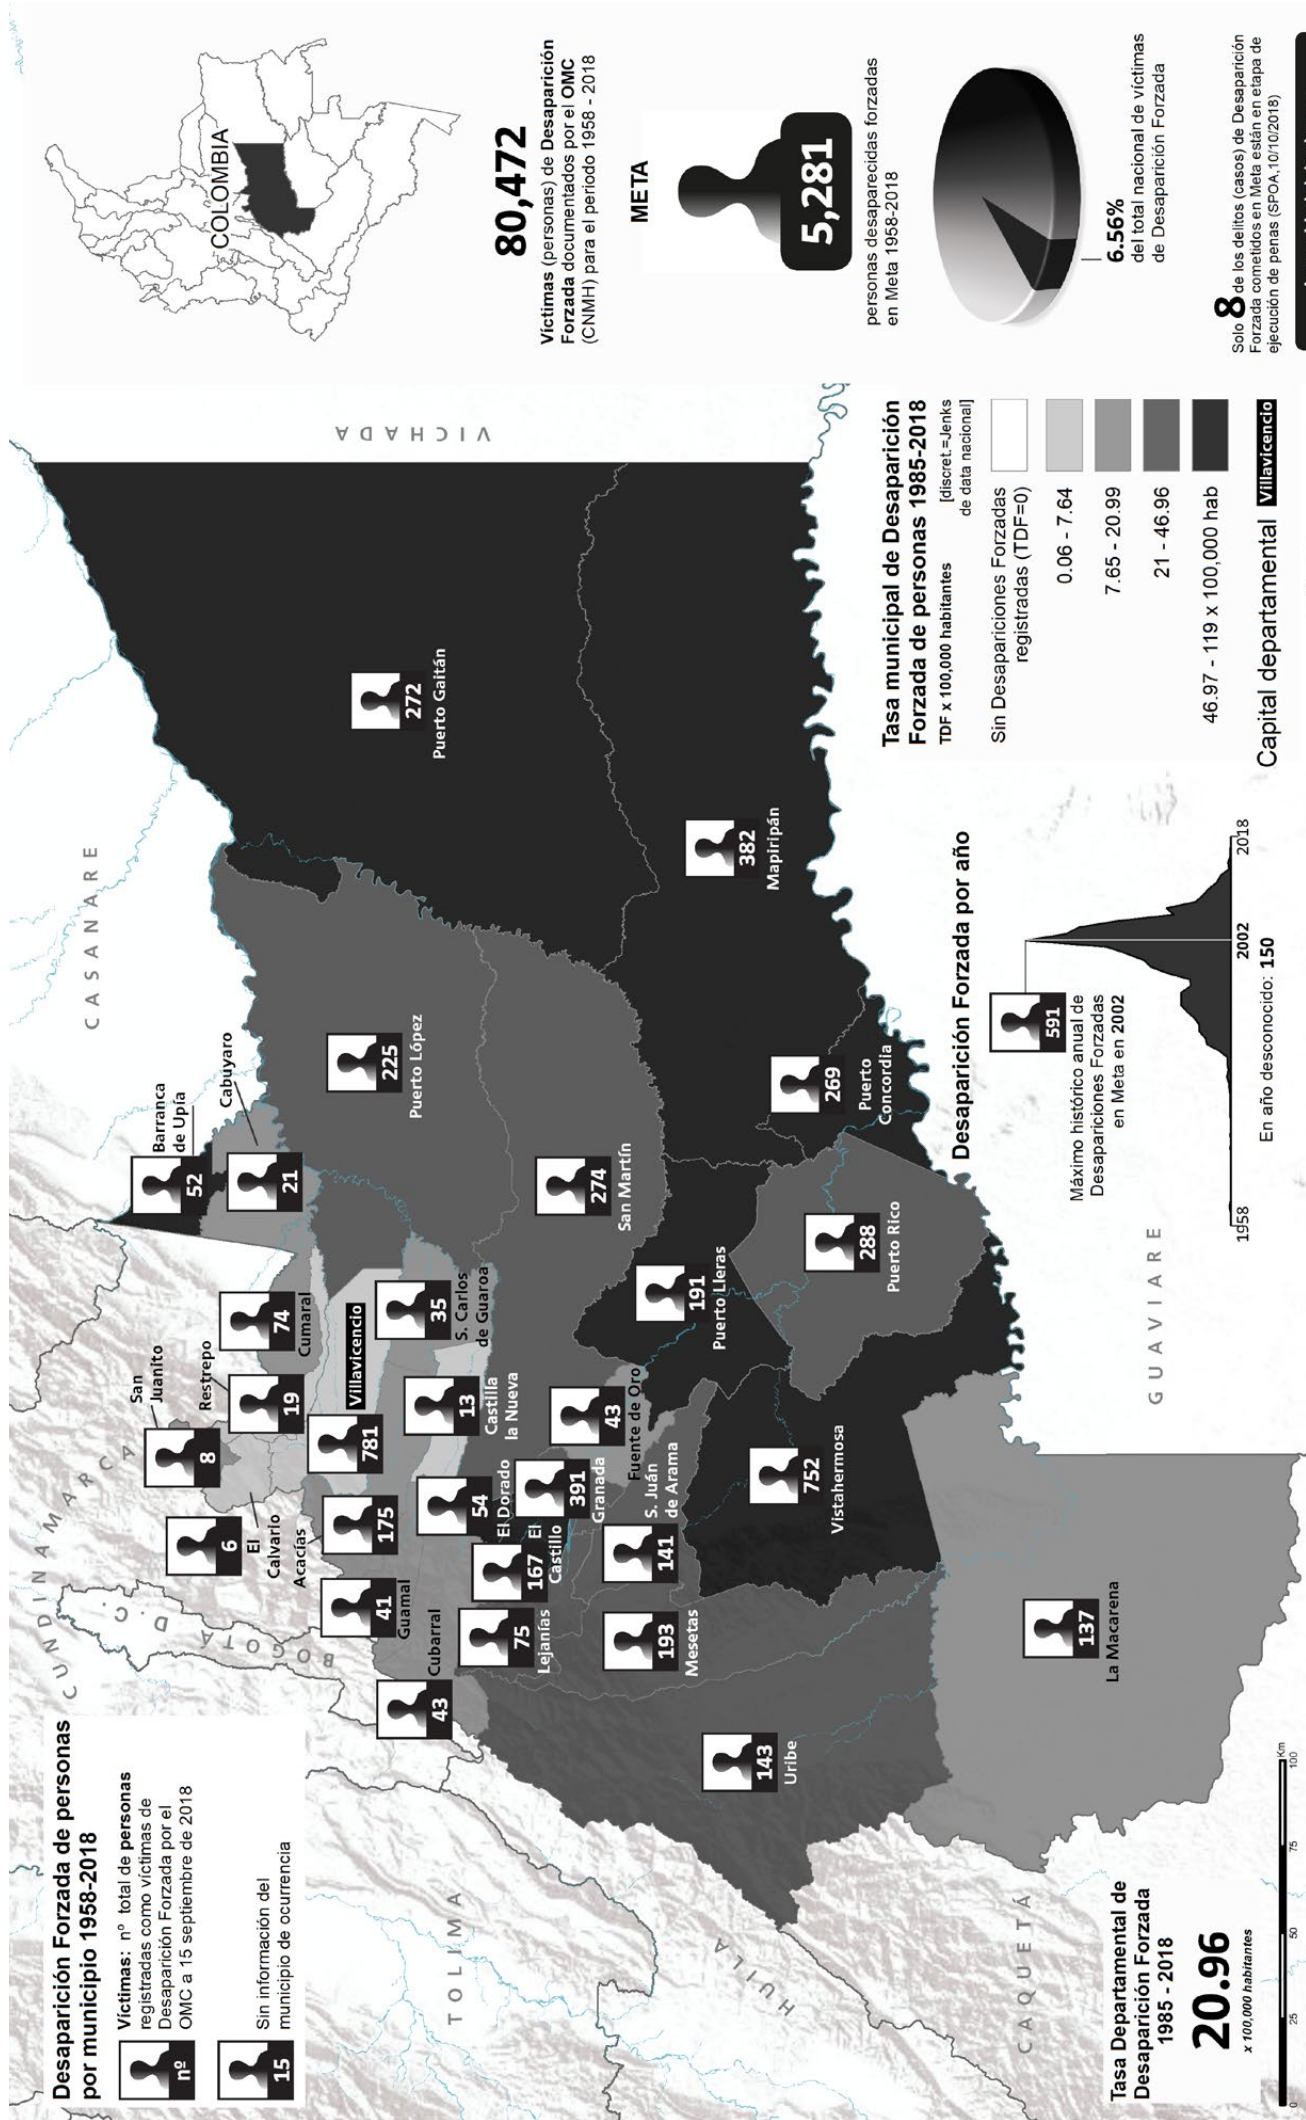 Desaparición Forzada de personas
por municipio 1958-2018
nº
Víctimas: nº total de personas
registradas como víctimas de
Desaparición Forzada por el
OMC a 15 septiembre de 2018
15
Sin información del
municipio de ocurrencia
CUNDINAMARCA
BOGOTÁ D.C.
TOLIMA
HUILA
CAQUETÁ
GUAVIARE
CASANARE
VICHADA
8
San
Juanito
6
El
Calvario
19
Restrepo
74
Cumaral
52
Barranca
de Upía
21
Cabuyaro
781
Villavicencio
175
Acacías
41
Guamal
43
Cubarral
35
S. Carlos
de Guaroa
13
Castilla
la Nueva
54
El Dorado
167
El
Castillo
75
Lejanías
391
Granada
43
Fuente de Oro
141
S. Juán
de Arama
193
Mesetas
143
Uribe
137
La Macarena
752
Vistahermosa
191
Puerto Lleras
288
Puerto Rico
269
Puerto
Concordia
274
San Martín
225
Puerto López
272
Puerto Gaitán
382
Mapiripán
Tasa Departamental de
Desaparición Forzada
1985 - 2018
20.96
x 100,000 habitantes
0 25 50 75 100 Km
Desaparición Forzada por año
591
Máximo histórico anual de
Desapariciones Forzadas
en Meta en 2002
1958 2002 2018
En año desconocido: 150
Tasa municipal de Desaparición
Forzada de personas 1985-2018
TDF x 100,000 habitantes
[discret.=Jenks
de data nacional]
Sin Desapariciones Forzadas
registradas (TDF=0)
0.06 - 7.64
7.65 - 20.99
21 - 46.96
46.97 - 119 x 100,000 hab
Capital departamental Villavicencio
COLOMBIA
80,472
Víctimas (personas) de Desaparición
Forzada documentados por el OMC
(CNMH) para el periodo 1958 - 2018
META
5,281
personas desaparecidas forzadas
en Meta 1958-2018
6.56%
del total nacional de víctimas
de Desaparición Forzada
Solo 8 de los delitos (casos) de Desaparición
Forzada cometidos en Meta están en etapa de
ejecución de penas (SPOA,10/10/2018)